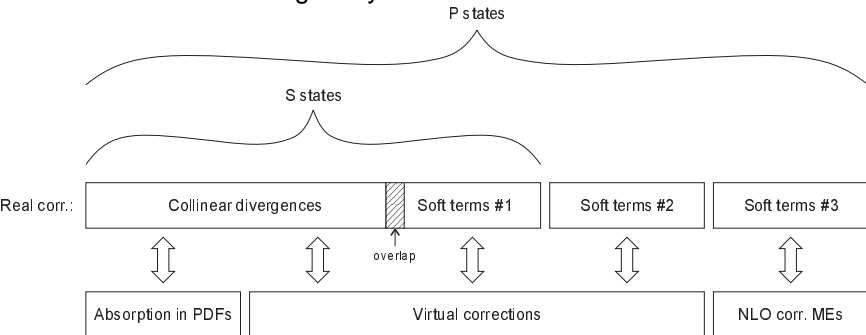 P states
S states
Real corr.: Collinear divergences Soft terms #1 Soft terms #2 Soft terms #3
overlap
Absorption in PDFs Virtual corrections NLO corr. MEs